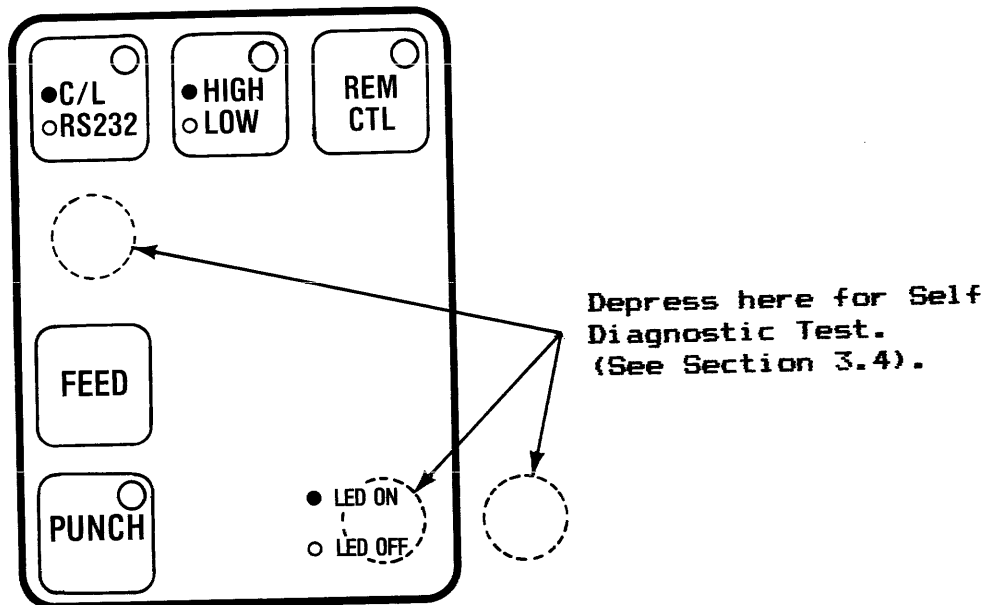 ●C/L
○RS232
● HIGH
○ LOW
REM
CTL
Depress here for Self
Diagnostic Test.
(See Section 3.4).
FEED
PUNCH
● LED ON
○ LED OFF